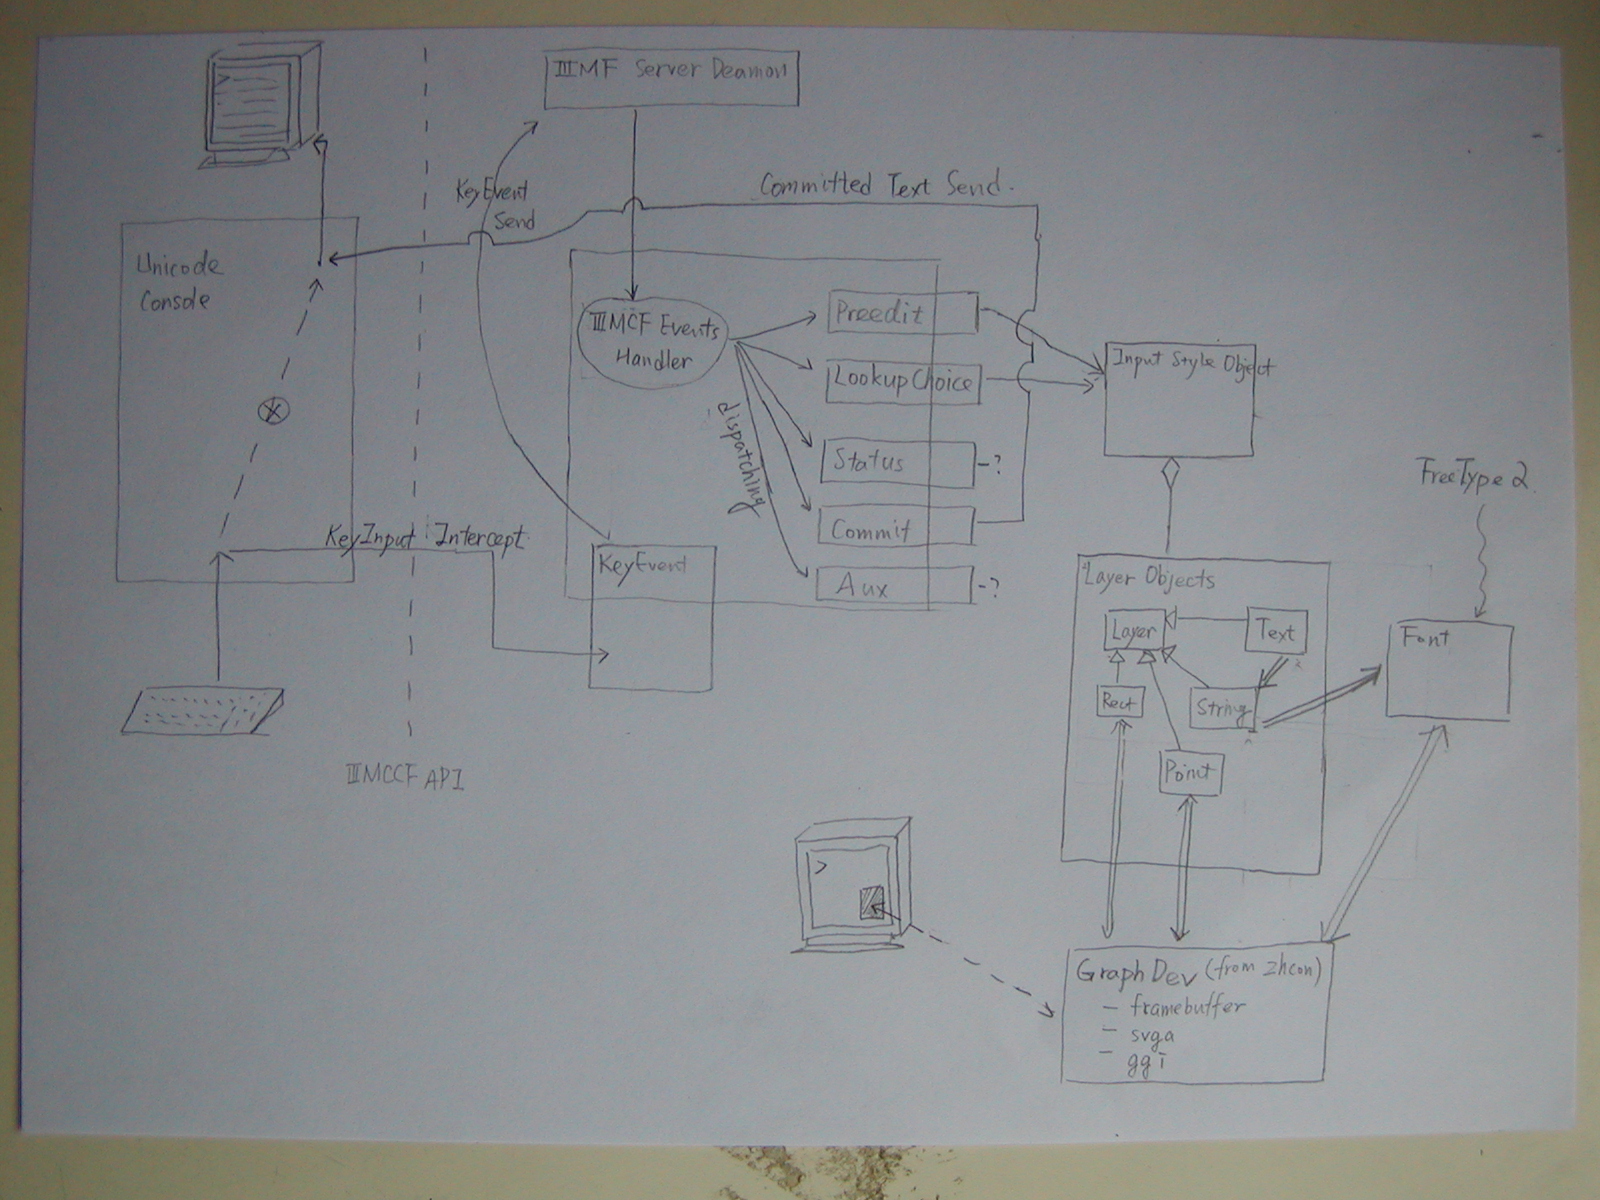 IIIMF Server Deamon
KeyEvent
Send
Committed Text Send.
Unicode
Console
IIIMCF Events
Handler
dispatching
Preedit
LookupChoice
Status
-?
Commit
Aux
-?
Input Style Object
FreeType 2
KeyInput Intercept
KeyEvent
Layer Objects
Layer
Text
Rect
String
Point
Font
IIIMCCF API
>
>
GraphDev (from zhcon)
- framebuffer
- svga
- ggi